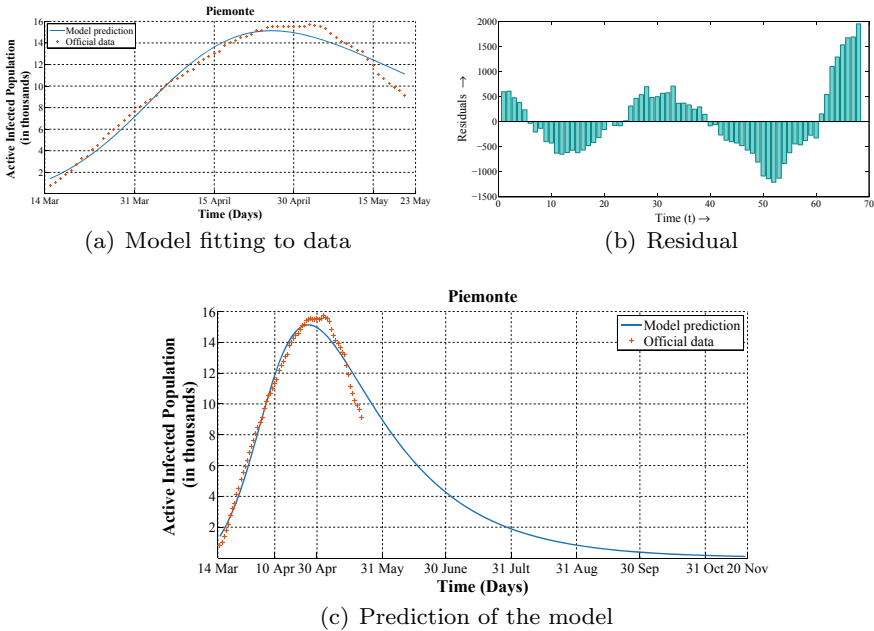 Piemonte
Active Infected Population
(in thousands)
16
14
12
10
8
6
4
2
Model prediction
Official data
14 Mar
31 Mar
15 April
30 April
15 May
23 May
Time (Days)
(a) Model fitting to data
Residuals →
2000
1500
1000
500
0
−500
−1000
−1500
0
10
20
30
40
50
60
70
Time (t) →
(b) Residual
Piemonte
Active Infected Population
(in thousands)
16
14
12
10
8
6
4
2
Model prediction
Official data
14 Mar
10 Apr
30 Apr
31 May
30 June
31 Jult
31 Aug
30 Sep
31 Oct
20 Nov
Time (Days)
(c) Prediction of the model